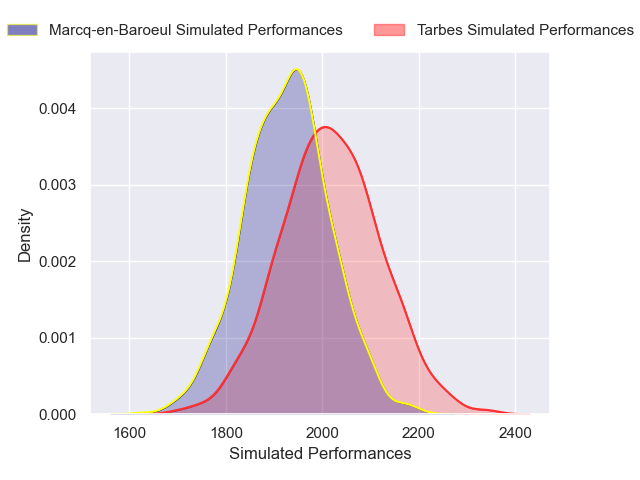 Marcq-en-Baroeul Simulated Performances
Tarbes Simulated Performances
0.004
0.003
0.002
0.001
0.000
Density
1600
1800
2000
2200
2400
Simulated Performances